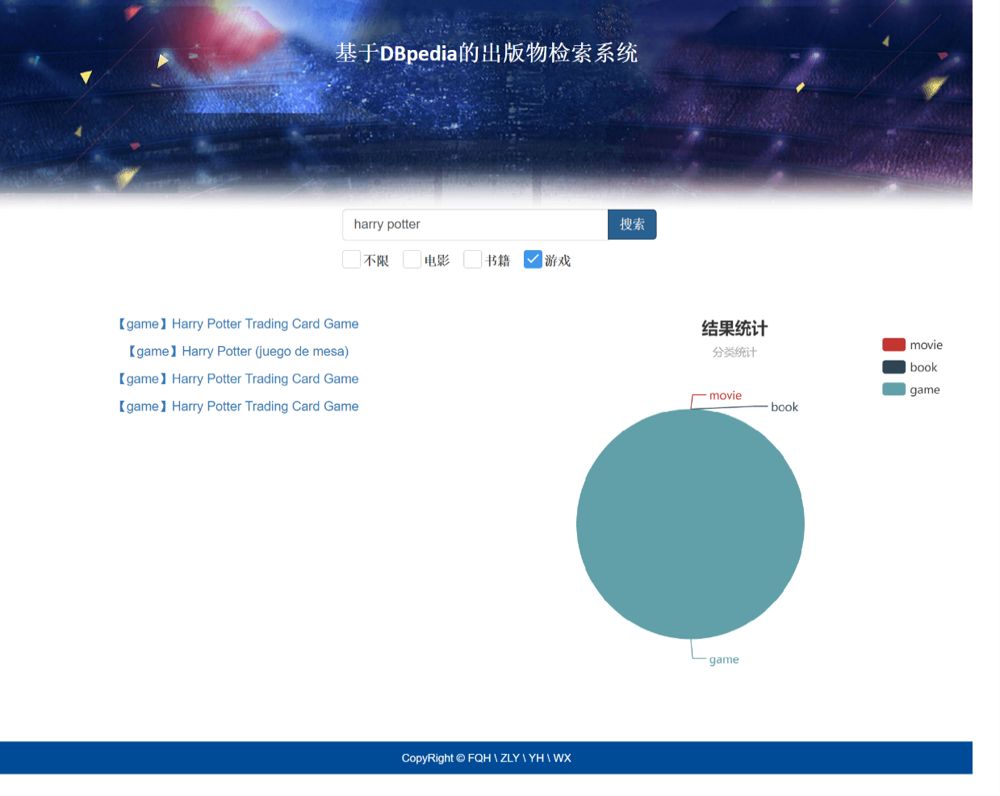 基于DBpedia的出版物检索系统
harry potter 搜索
不限 电影 书籍 游戏
【game】Harry Potter Trading Card Game
【game】Harry Potter (juego de mesa)
【game】Harry Potter Trading Card Game
【game】Harry Potter Trading Card Game
结果统计
分类统计
movie
book
game
movie
book
game
CopyRight © FQH \ ZLY \ YH \ WX